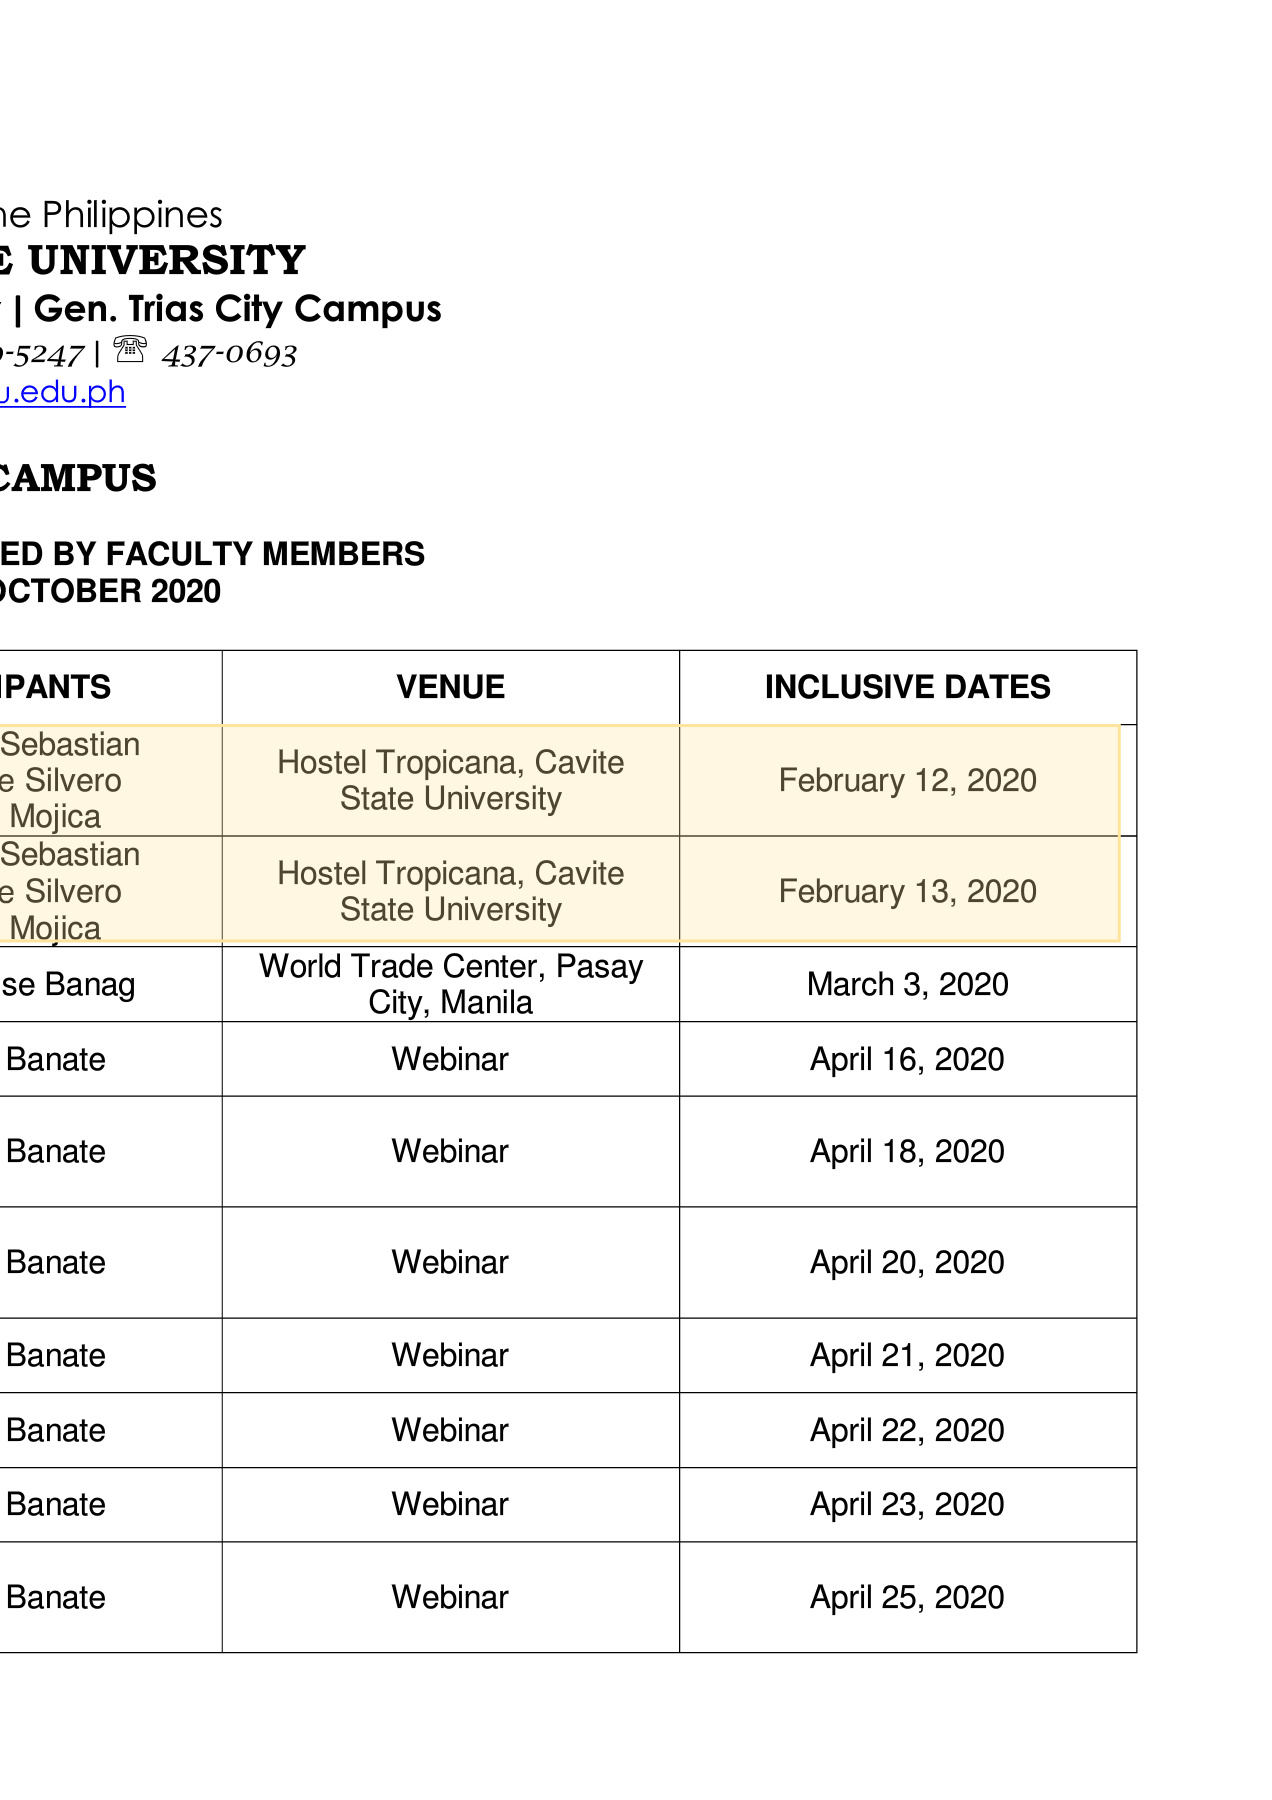 he Philippines
E UNIVERSITY
| Gen. Trias City Campus
-5247 | ☏ 437-0693
u.edu.ph
CAMPUS
ED BY FACULTY MEMBERS
OCTOBER 2020
IPANTS VENUE INCLUSIVE DATES
Sebastian
e Silvero
Mojica
Hostel Tropicana, Cavite
State University
February 12, 2020
Sebastian
e Silvero
Mojica
Hostel Tropicana, Cavite
State University
February 13, 2020
se Banag
World Trade Center, Pasay
City, Manila
March 3, 2020
Banate Webinar April 16, 2020
Banate Webinar April 18, 2020
Banate Webinar April 20, 2020
Banate Webinar April 21, 2020
Banate Webinar April 22, 2020
Banate Webinar April 23, 2020
Banate Webinar April 25, 2020